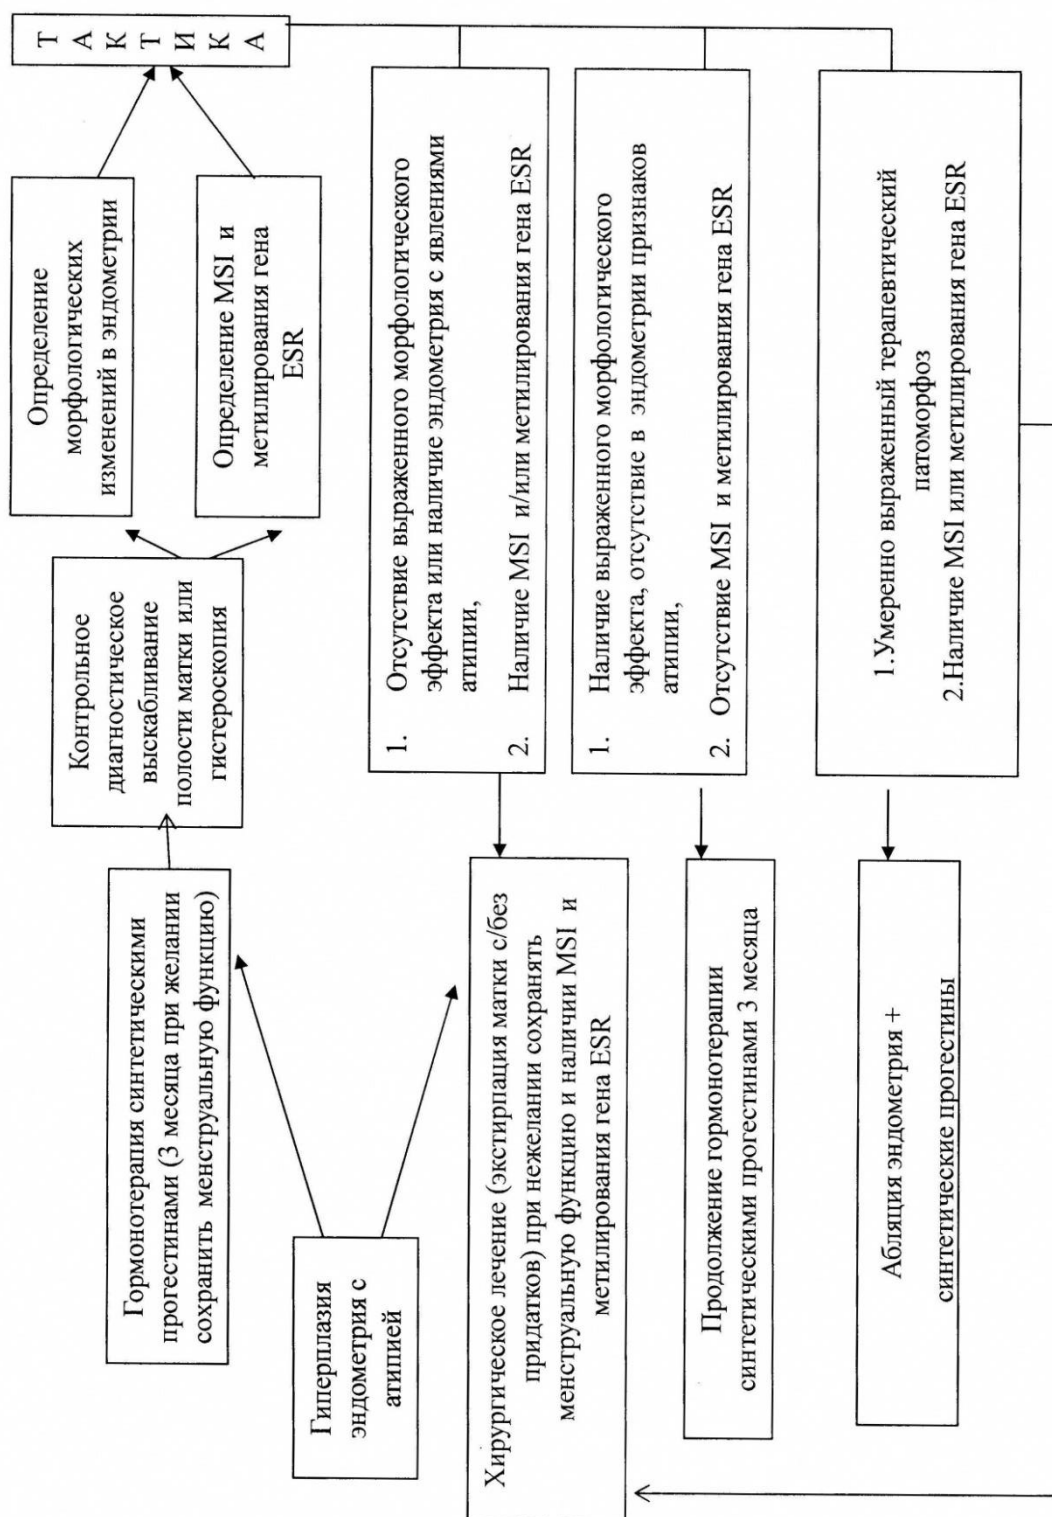 Гиперплазия
эндометрия с
атипией
Гормонотерапия синтетическими
прогестинами (3 месяца при желании
сохранить менструальную функцию)
Контрольное
диагностическое
выскабливание
полости матки или
гистероскопия
Определение
морфологических
изменений в эндометрии
Определение MSI и
метилирования гена
ESR
Т
А
К
Т
И
К
А
1. Отсутствие выраженного морфологического
эффекта или наличие эндометрия с явлениями
атипии,
2. Наличие MSI и/или метилирования гена ESR
1. Наличие выраженного морфологического
эффекта, отсутствие в эндометрии признаков
атипии,
2. Отсутствие MSI и метилирования гена ESR
1.Умеренно выраженный терапевтический
патоморфоз
2.Наличие MSI или метилирования гена ESR
Хирургическое лечение (экстирпация матки с/без
придатков) при нежелании сохранять
менструальную функцию и наличии MSI и
метилирования гена ESR
Продолжение гормонотерапии
синтетическими прогестинами 3 месяца
Абляция эндометрия +
синтетические прогестины